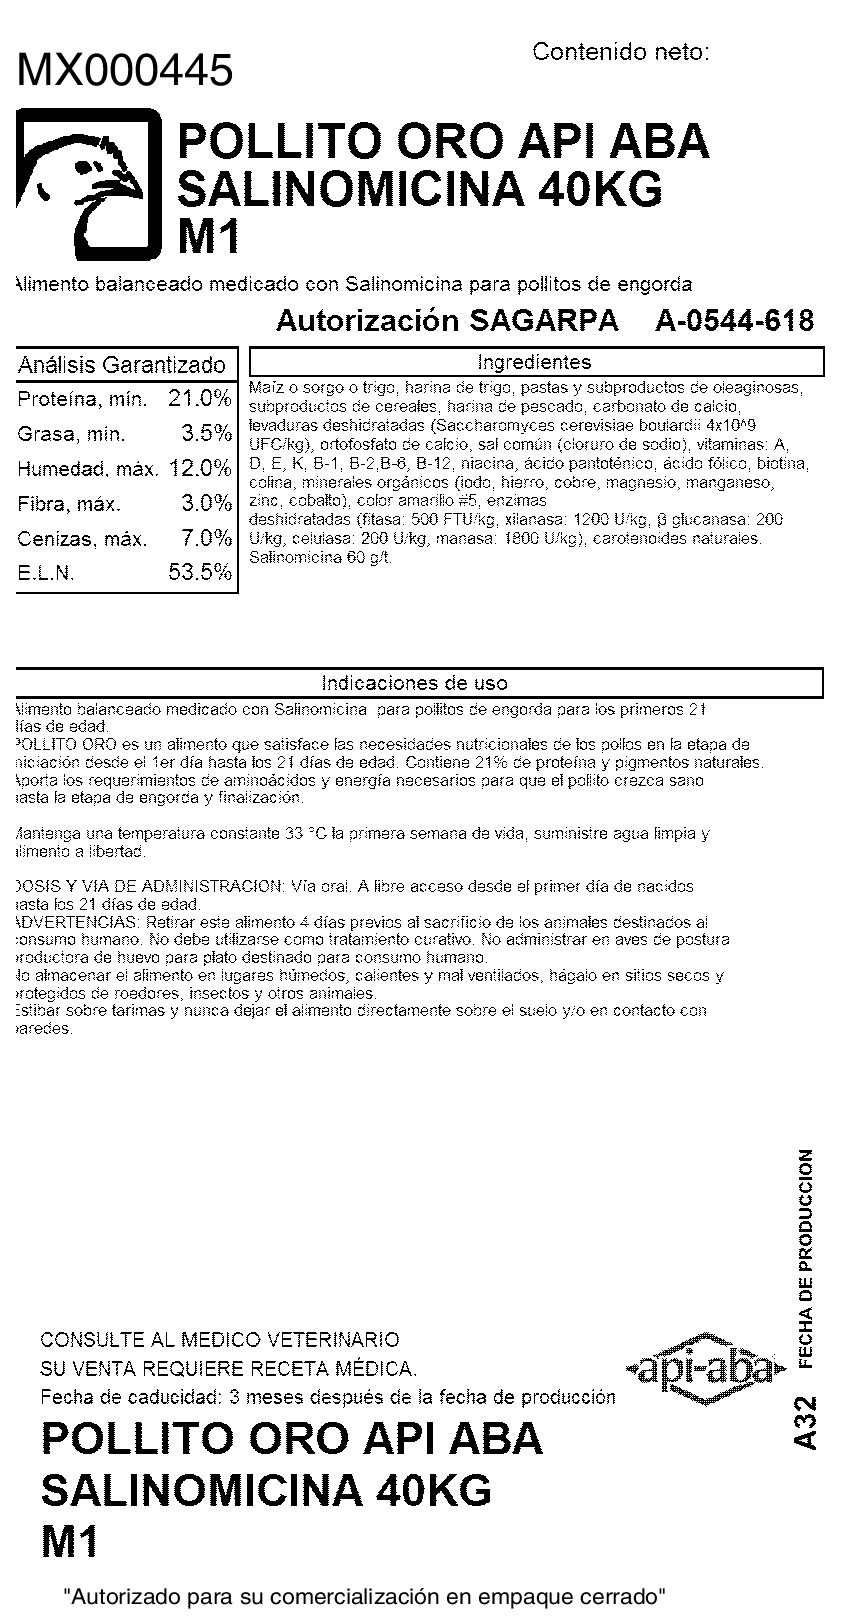 Contenido neto:
MX000445
POLLITO ORO API ABA
SALINOMICINA 40KG
M1
Alimento balanceado medicado con Salinomicina para pollitos de engorda
Autorización SAGARPA A-0544-618
Análisis Garantizado
Proteína, mín. 21.0%
Grasa, mín. 3.5%
Humedad, máx. 12.0%
Fibra, máx. 3.0%
Cenizas, máx. 7.0%
E.L.N. 53.5%
Ingredientes
Maíz o sorgo o trigo, harina de trigo, pastas y subproductos de oleaginosas,
subproductos de cereales, harina de pescado, carbonato de calcio,
levaduras deshidratadas (Saccharomyces cerevisiae boulardii 4x10^9
UFC/kg), ortofosfato de calcio, sal común (cloruro de sodio), vitaminas: A,
D, E, K, B-1, B-2,B-6, B-12, niacina, ácido pantoténico, ácido fólico, biotina,
colina, minerales orgánicos (iodo, hierro, cobre, magnesio, manganeso,
zinc, cobalto), color amarillo #5, enzimas
deshidratadas (fitasa: 500 FTU/kg, xilanasa: 1200 U/kg, β glucanasa: 200
U/kg, celulasa: 200 U/kg, manasa: 1800 U/kg), carotenoides naturales.
Salinomicina 60 g/t.
Indicaciones de uso
Alimento balanceado medicado con Salinomicina para pollitos de engorda para los primeros 21
días de edad.
POLLITO ORO es un alimento que satisface las necesidades nutricionales de los pollos en la etapa de
iniciación desde el 1er día hasta los 21 días de edad. Contiene 21% de proteína y pigmentos naturales.
Aporta los requerimientos de aminoácidos y energía necesarios para que el pollito crezca sano
hasta la etapa de engorda y finalización.
Mantenga una temperatura constante 33 °C la primera semana de vida, suministre agua limpia y
alimento a libertad.
DOSIS Y VIA DE ADMINISTRACION: Vía oral. A libre acceso desde el primer día de nacidos
hasta los 21 días de edad.
ADVERTENCIAS: Retirar este alimento 4 días previos al sacrificio de los animales destinados al
consumo humano. No debe utilizarse como tratamiento curativo. No administrar en aves de postura
productora de huevo para plato destinado para consumo humano.
No almacenar el alimento en lugares húmedos, calientes y mal ventilados, hágalo en sitios secos y
protegidos de roedores, insectos y otros animales.
Estibar sobre tarimas y nunca dejar el alimento directamente sobre el suelo y/o en contacto con
paredes.
A32 FECHA DE PRODUCCION
CONSULTE AL MEDICO VETERINARIO
SU VENTA REQUIERE RECETA MÉDICA.
Fecha de caducidad: 3 meses después de la fecha de producción
api-aba
POLLITO ORO API ABA
SALINOMICINA 40KG
M1
"Autorizado para su comercialización en empaque cerrado"